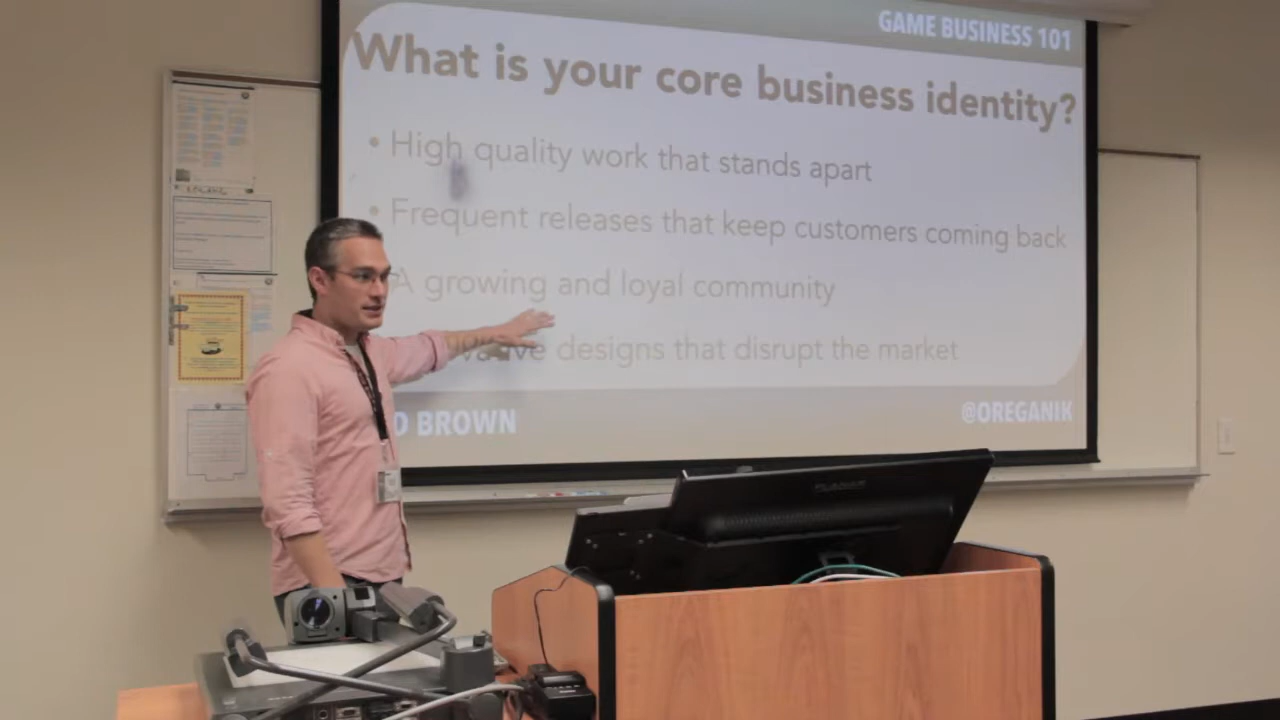 GAME BUSINESS 101
What is your core business identity?
• High quality work that stands apart
• Frequent releases that keep customers coming back
A growing and loyal community
designs that disrupt the market
BROWN
@OREGANIK
PLANAR